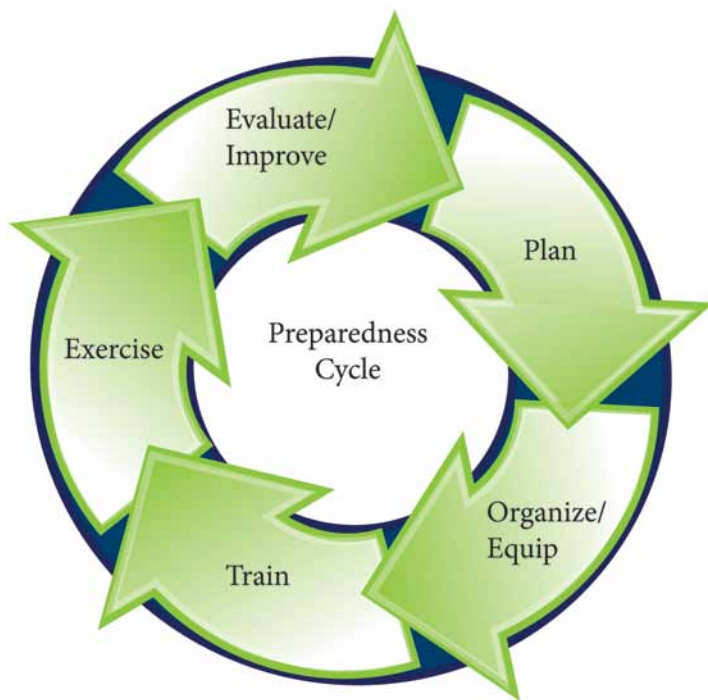 Evaluate/
Improve
Plan
Preparedness
Cycle
Exercise
Organize/
Equip
Train